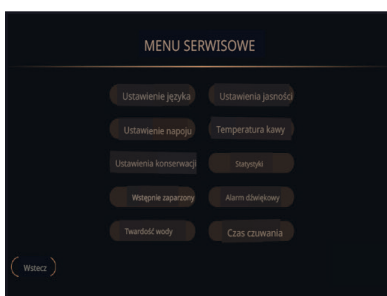 MENU SERWISOWE
Ustawienie języka Ustawienia jasności
Ustawienie napoju Temperatura kawy
Ustawienia konserwacji Statystyki
Wstępnie zaparzony Alarm dźwiękowy
Twardość wody Czas czuwania
Wstecz